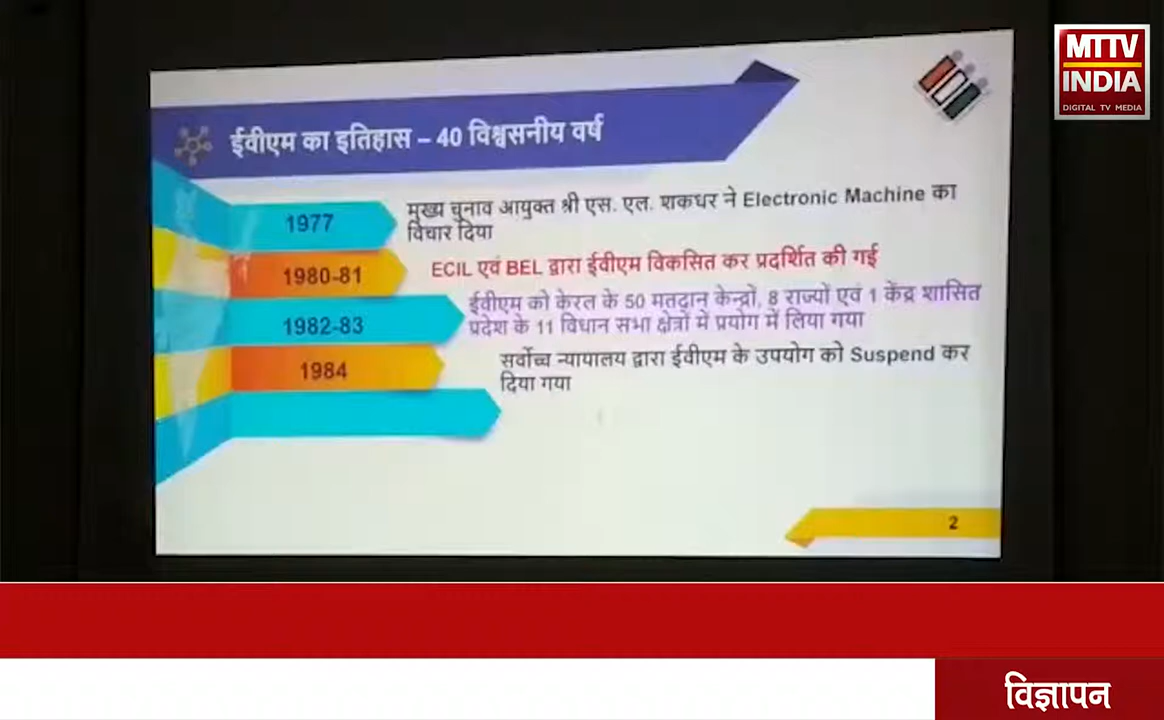 MTTV
INDIA
DIGITAL TV MEDIA
ईवीएम का इतिहास – 40 विश्वसनीय वर्ष
1977
मुख्य चुनाव आयुक्त श्री एस. एल. शकधर ने Electronic Machine का
विचार दिया
1980-81
ECIL एवं BEL द्वारा ईवीएम विकसित कर प्रदर्शित की गई
1982-83
ईवीएम को केरल के 50 मतदान केन्द्रों, 8 राज्यों एवं 1 केंद्र शासित
प्रदेश के 11 विधान सभा क्षेत्रों में प्रयोग में लिया गया
1984
सर्वोच्च न्यायालय द्वारा ईवीएम के उपयोग को Suspend कर
दिया गया
2
विज्ञापन